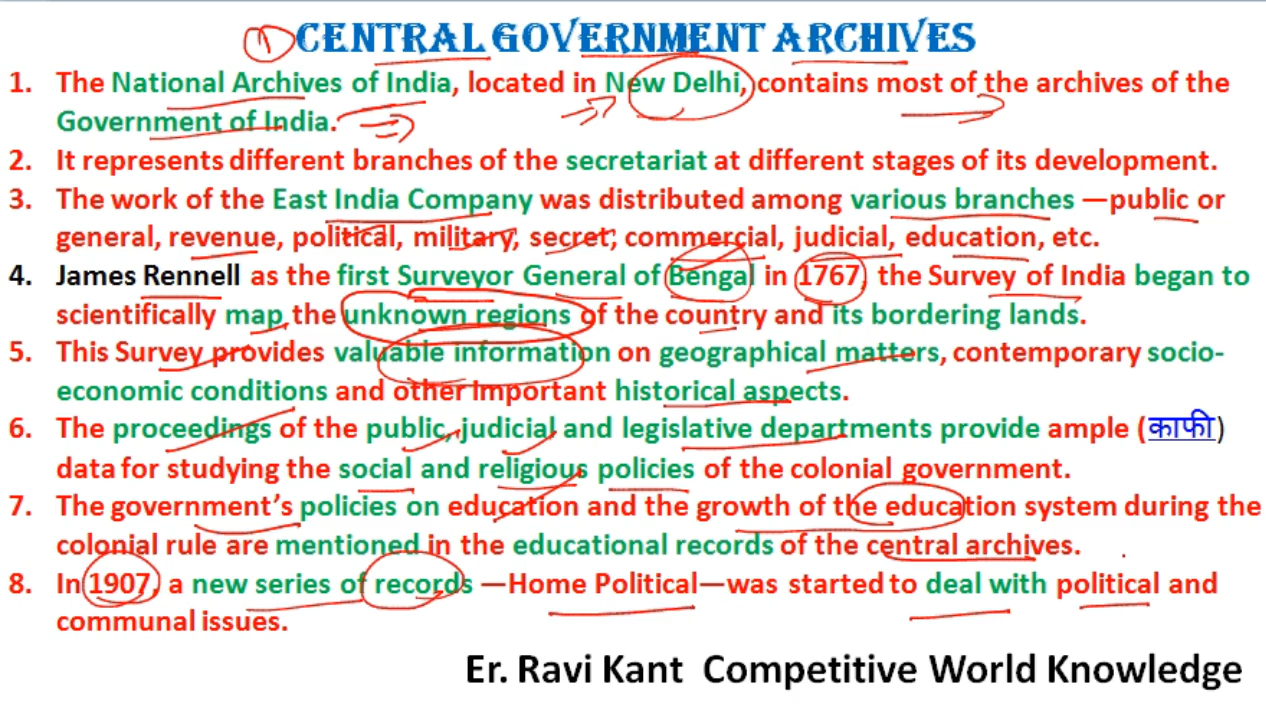 ① CENTRAL GOVERNMENT ARCHIVES
1. The National Archives of India, located in New Delhi, contains most of the archives of the
Government of India.
2. It represents different branches of the secretariat at different stages of its development.
3. The work of the East India Company was distributed among various branches —public or
general, revenue, political, military, secret, commercial, judicial, education, etc.
4. James Rennell as the first Surveyor General of Bengal in 1767, the Survey of India began to
scientifically map the unknown regions of the country and its bordering lands.
5. This Survey provides valuable information on geographical matters, contemporary socio-
economic conditions and other important historical aspects.
6. The proceedings of the public, judicial and legislative departments provide ample (काफी)
data for studying the social and religious policies of the colonial government.
7. The government’s policies on education and the growth of the education system during the
colonial rule are mentioned in the educational records of the central archives.
8. In 1907, a new series of records —Home Political—was started to deal with political and
communal issues.
Er. Ravi Kant Competitive World Knowledge